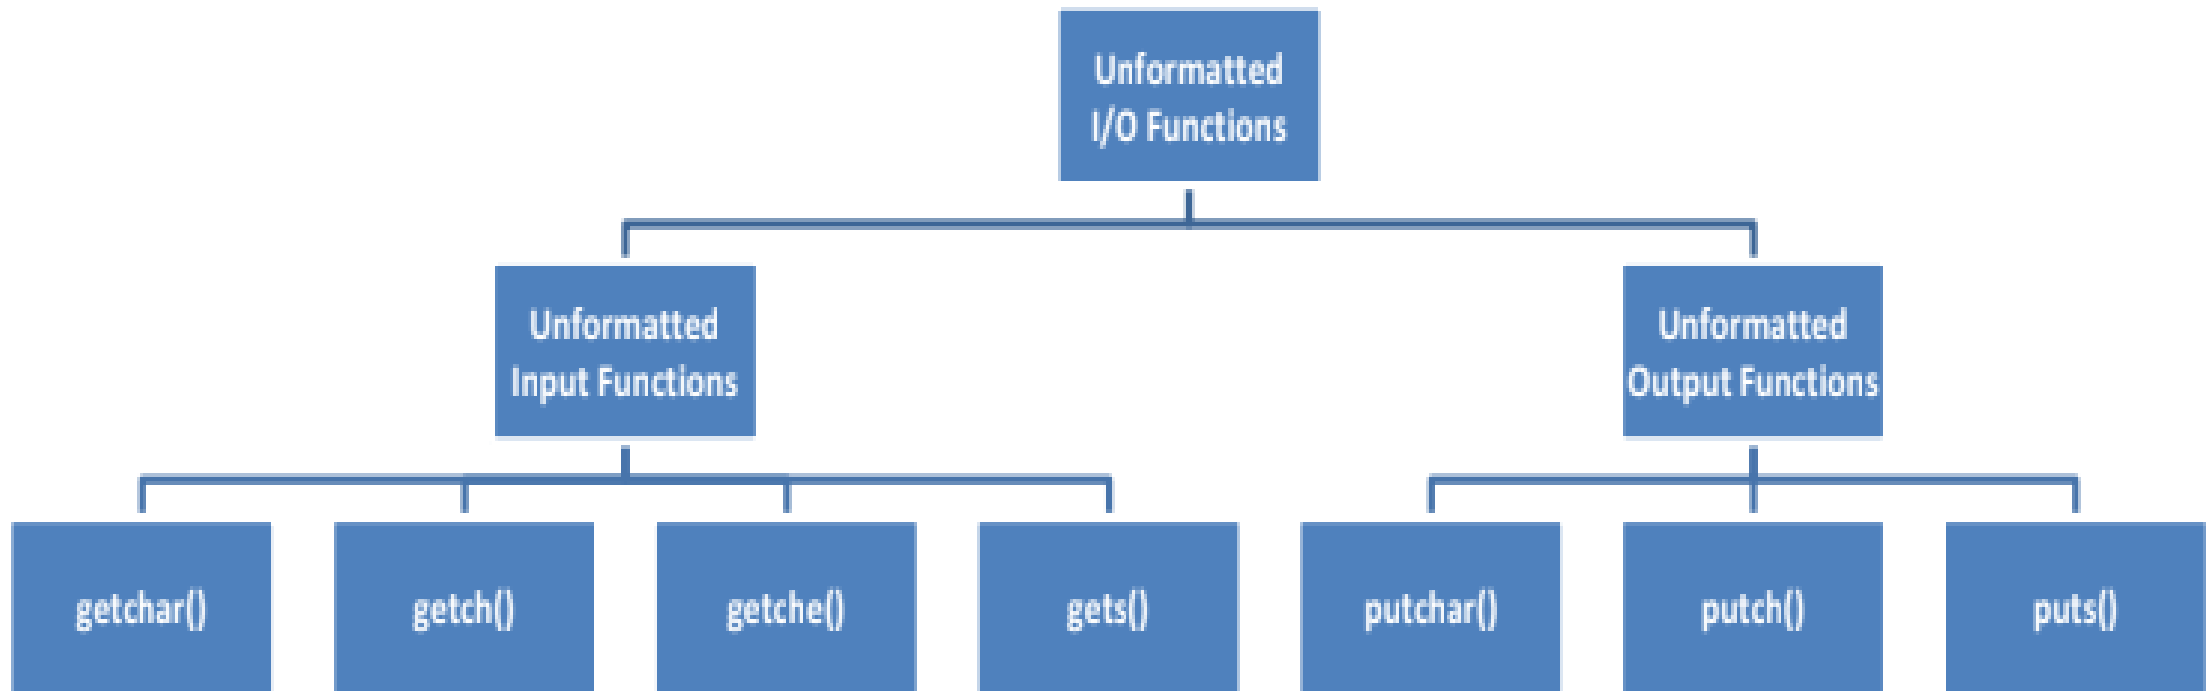 Unformatted
I/O Functions
Unformatted
Input Functions
Unformatted
Output Functions
getchar()
getch()
getche()
gets()
putchar()
putch()
puts()